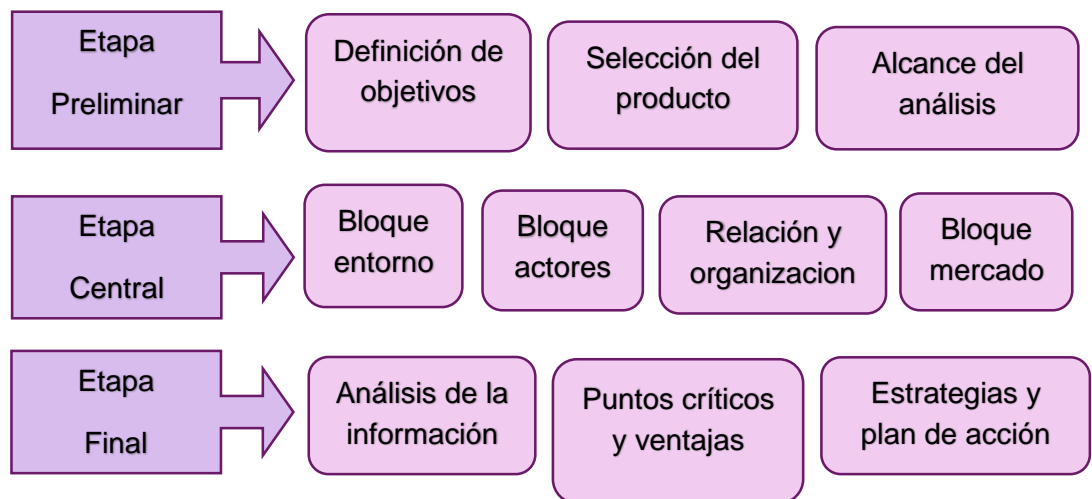 Etapa
Preliminar
Definición de
objetivos
Selección del
producto
Alcance del
análisis
Etapa
Central
Bloque
entorno
Bloque
actores
Relación y
organizacion
Bloque
mercado
Etapa
Final
Análisis de la
información
Puntos críticos
y ventajas
Estrategias y
plan de acción